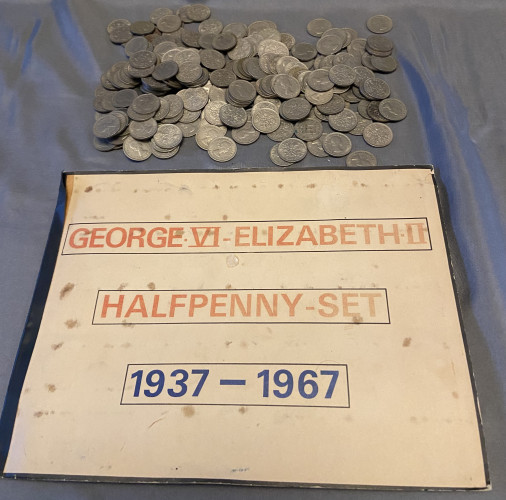 GEORGE·VI-ELIZABETH·II
HALFPENNY-SET
1937-1967